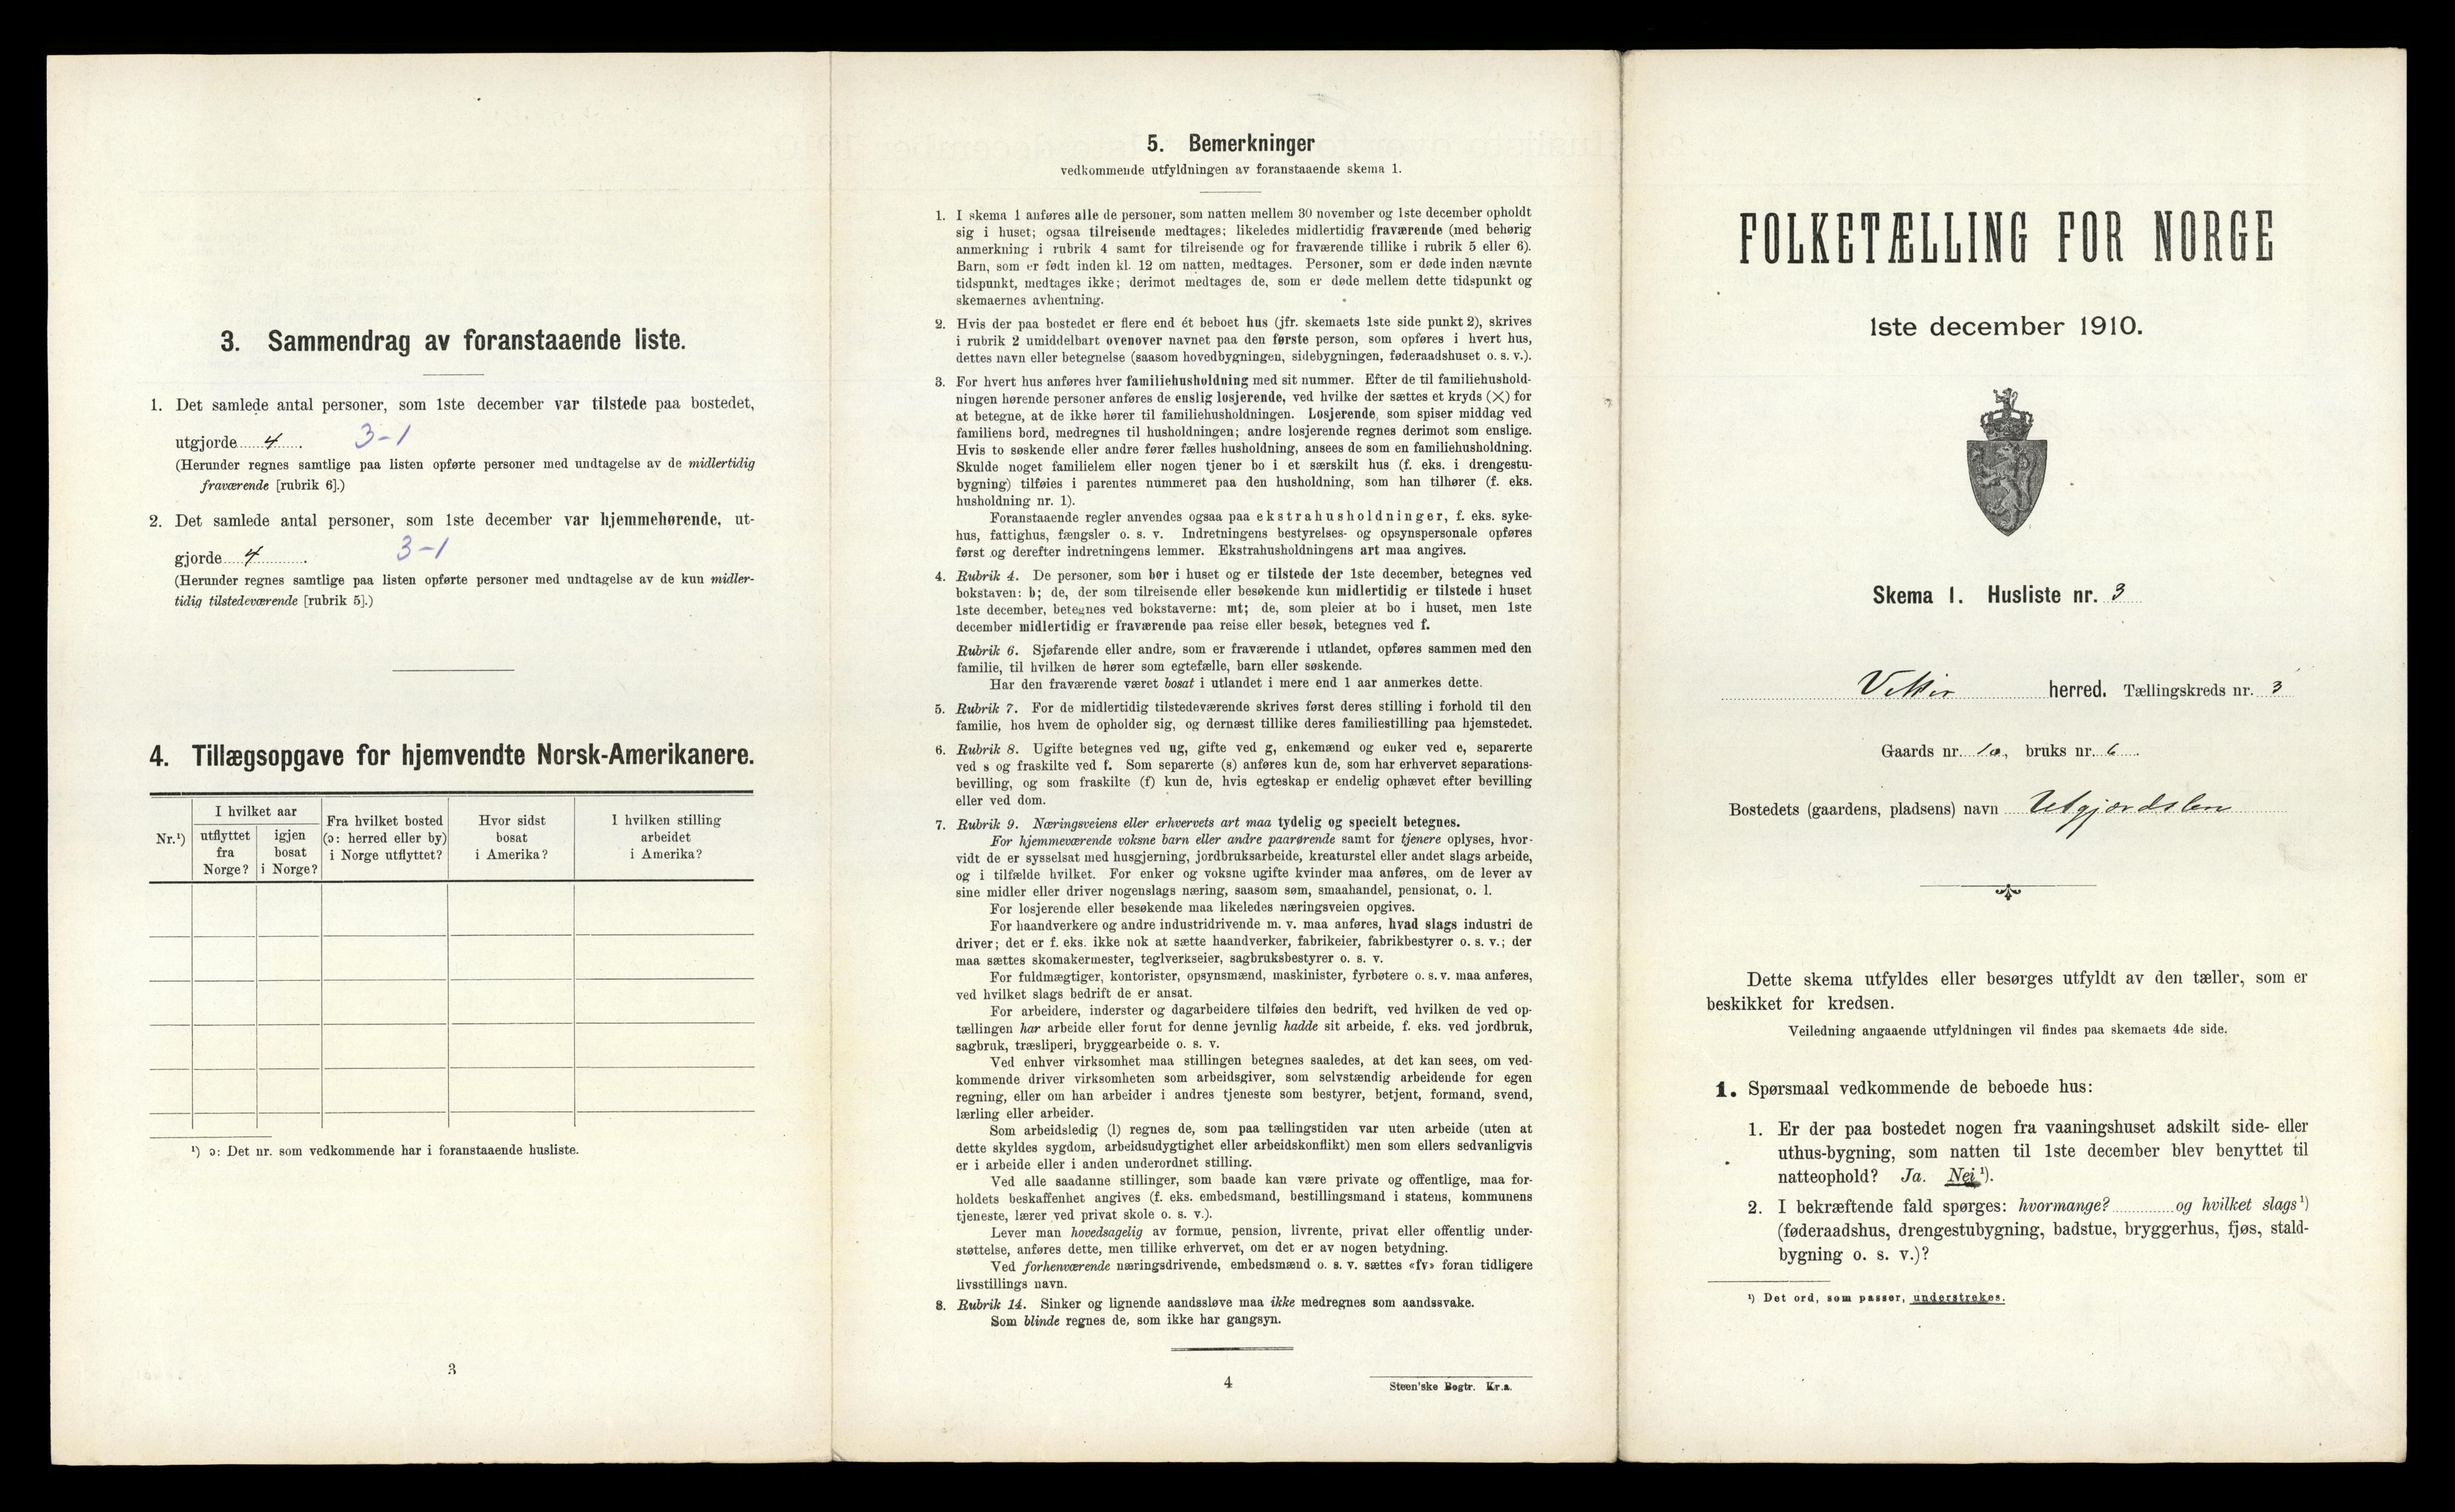 3. Sammendrag av foranstaaende liste.
1. Det samlede antal personer, som 1ste december var tilstede paa bostedet,
utgjorde 4. 3-1
(Herunder regnes samtlige paa listen opførte personer med undtagelse av de midlertidig
fraværende [rubrik 6].)
2. Det samlede antal personer, som 1ste december var hjemmehørende, ut-
gjorde 4. 3-1
(Herunder regnes samtlige paa listen opførte personer med undtagelse av de kun midler-
tidig tilstedeværende [rubrik 5].)
4. Tillægsopgave for hjemvendte Norsk-Amerikanere.
Nr.¹)
I hvilket aar
utflyttet
fra
Norge?
igjen
bosat
i Norge?
Fra hvilket bosted
(ɔ: herred eller by)
i Norge utflyttet?
Hvor sidst
bosat
i Amerika?
I hvilken stilling
arbeidet
i Amerika?
¹) ɔ: Det nr. som vedkommende har i foranstaaende husliste.
3
5. Bemerkninger
vedkommende utfyldningen av foranstaaende skema 1.
1. I skema 1 anføres alle de personer, som natten mellem 30 november og 1ste december opholdt
sig i huset; ogsaa tilreisende medtages; likeledes midlertidig fraværende (med behørig
anmerkning i rubrik 4 samt for tilreisende og for fraværende tillike i rubrik 5 eller 6).
Barn, som er født inden kl. 12 om natten, medtages. Personer, som er døde inden nævnte
tidspunkt, medtages ikke; derimot medtages de, som er døde mellem dette tidspunkt og
skemaernes avhentning.
2. Hvis der paa bostedet er flere end ét beboet hus (jfr. skemaets 1ste side punkt 2), skrives
i rubrik 2 umiddelbart ovenover navnet paa den første person, som opføres i hvert hus,
dettes navn eller betegnelse (saasom hovedbygningen, sidebygningen, føderaadshuset o. s. v.).
3. For hvert hus anføres hver familiehusholdning med sit nummer. Efter de til familiehushold-
ningen hørende personer anføres de enslig losjerende, ved hvilke der sættes et kryds (✕) for
at betegne, at de ikke hører til familiehusholdningen. Losjerende, som spiser middag ved
familiens bord, medregnes til husholdningen; andre losjerende regnes derimot som enslige.
Hvis to søskende eller andre fører fælles husholdning, ansees de som en familiehusholdning.
Skulde noget familielem eller nogen tjener bo i et særskilt hus (f. eks. i drengestu-
bygning) tilføies i parentes nummeret paa den husholdning, som han tilhører (f. eks.
husholdning nr. 1).
Foranstaaende regler anvendes ogsaa paa ekstrahusholdninger, f. eks. syke-
hus, fattighus, fængsler o. s. v. Indretningens bestyrelses- og opsynspersonale opføres
først og derefter indretningens lemmer. Ekstrahusholdningens art maa angives.
4. Rubrik 4. De personer, som bor i huset og er tilstede der 1ste december, betegnes ved
bokstaven: b; de, der som tilreisende eller besøkende kun midlertidig er tilstede i huset
1ste december, betegnes ved bokstaverne: mt; de, som pleier at bo i huset, men 1ste
december midlertidig er fraværende paa reise eller besøk, betegnes ved f.
Rubrik 6. Sjøfarende eller andre, som er fraværende i utlandet, opføres sammen med den
familie, til hvilken de hører som egtefælle, barn eller søskende.
Har den fraværende været bosat i utlandet i mere end 1 aar anmerkes dette.
5. Rubrik 7. For de midlertidig tilstedeværende skrives først deres stilling i forhold til den
familie, hos hvem de opholder sig, og dernæst tillike deres familiestilling paa hjemstedet.
6. Rubrik 8. Ugifte betegnes ved ug, gifte ved g, enkemænd og enker ved e, separerte
ved s og fraskilte ved f. Som separerte (s) anføres kun de, som har erhvervet separations-
bevilling, og som fraskilte (f) kun de, hvis egteskap er endelig ophævet efter bevilling
eller ved dom.
7. Rubrik 9. Næringsveiens eller erhvervets art maa tydelig og specielt betegnes.
For hjemmeværende voksne barn eller andre paarørende samt for tjenere oplyses, hvor-
vidt de er sysselsat med husgjerning, jordbruksarbeide, kreaturstel eller andet slags arbeide,
og i tilfælde hvilket. For enker og voksne ugifte kvinder maa anføres, om de lever av
sine midler eller driver nogenslags næring, saasom søm, smaahandel, pensionat, o. l.
For losjerende eller besøkende maa likeledes næringsveien opgives.
For haandverkere og andre industridrivende m. v. maa anføres, hvad slags industri de
driver; det er f. eks. ikke nok at sætte haandverker, fabrikeier, fabrikbestyrer o. s. v.; der
maa sættes skomakermester, teglverkseier, sagbruksbestyrer o. s. v.
For fuldmægtiger, kontorister, opsynsmænd, maskinister, fyrbøtere o. s. v. maa anføres,
ved hvilket slags bedrift de er ansat.
For arbeidere, inderster og dagarbeidere tilføies den bedrift, ved hvilken de ved op-
tællingen har arbeide eller forut for denne jevnlig hadde sit arbeide, f. eks. ved jordbruk,
sagbruk, træsliperi, bryggearbeide o. s. v.
Ved enhver virksomhet maa stillingen betegnes saaledes, at det kan sees, om ved-
kommende driver virksomheten som arbeidsgiver, som selvstændig arbeidende for egen
regning, eller om han arbeider i andres tjeneste som bestyrer, betjent, formand, svend,
lærling eller arbeider.
Som arbeidsledig (l) regnes de, som paa tællingstiden var uten arbeide (uten at
dette skyldes sygdom, arbeidsudygtighet eller arbeidskonflikt) men som ellers sedvanligvis
er i arbeide eller i anden underordnet stilling.
Ved alle saadanne stillinger, som baade kan være private og offentlige, maa for-
holdets beskaffenhet angives (f. eks. embedsmand, bestillingsmand i statens, kommunens
tjeneste, lærer ved privat skole o. s. v.).
Lever man hovedsagelig av formue, pension, livrente, privat eller offentlig under-
støttelse, anføres dette, men tillike erhvervet, om det er av nogen betydning.
Ved forhenværende næringsdrivende, embedsmænd o. s. v. sættes «fv» foran tidligere
livsstillings navn.
8. Rubrik 14. Sinker og lignende aandssløve maa ikke medregnes som aandssvake.
Som blinde regnes de, som ikke har gangsyn.
4
Steen'ske Bogtr. Kr.a.
FOLKETÆLLING FOR NORGE
1ste december 1910.
Skema 1. Husliste nr. 3
herred. Tællingskreds nr. 3
Gaards nr. 10, bruks nr. 6.
Bostedets (gaardens, pladsens) navn
Dette skema utfyldes eller besørges utfyldt av den tæller, som er
beskikket for kredsen.
Veiledning angaaende utfyldningen vil findes paa skemaets 4de side.
1. Spørsmaal vedkommende de beboede hus:
1. Er der paa bostedet nogen fra vaaningshuset adskilt side- eller
uthus-bygning, som natten til 1ste december blev benyttet til
natteophold? Ja. Nei¹).
2. I bekræftende fald spørges: hvormange? og hvilket slags¹)
(føderaadshus, drengestubygning, badstue, bryggerhus, fjøs, stald-
bygning o. s. v.)?
¹) Det ord, som passer, understrekes.